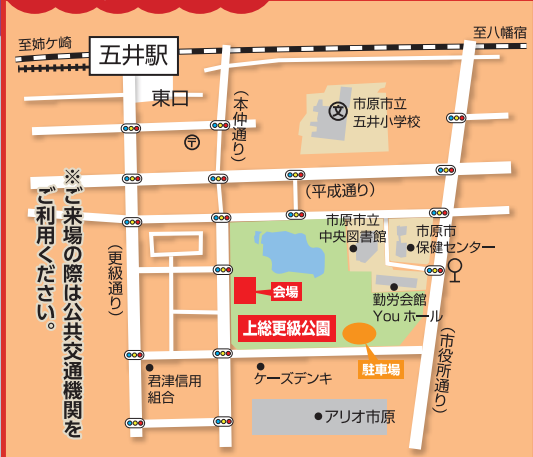 至姉ケ崎
五井駅
至八幡宿
東口
(本仲通り)
文
市原市立
五井小学校
〒
(平成通り)
※ご来場の際は公共交通機関を
ご利用ください。
(更級通り)
市原市立
中央図書館
市原市
保健センター
会場
勤労会館
Youホール
上総更級公園
駐車場
(市役所通り)
君津信用
組合
ケーズデンキ
アリオ市原